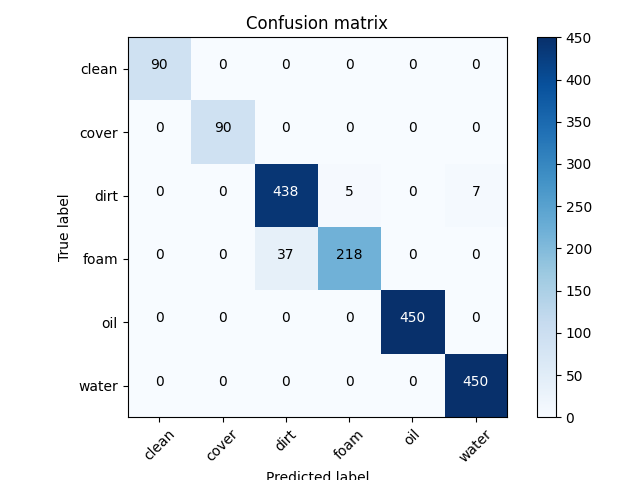 Confusion matrix
clean 90 0 0 0 0 0
cover 0 90 0 0 0 0
dirt 0 0 438 5 0 7
foam 0 0 37 218 0 0
oil 0 0 0 0 450 0
water 0 0 0 0 0 450
clean cover dirt foam oil water
True label
Predicted label
450
400
350
300
250
200
150
100
50
0